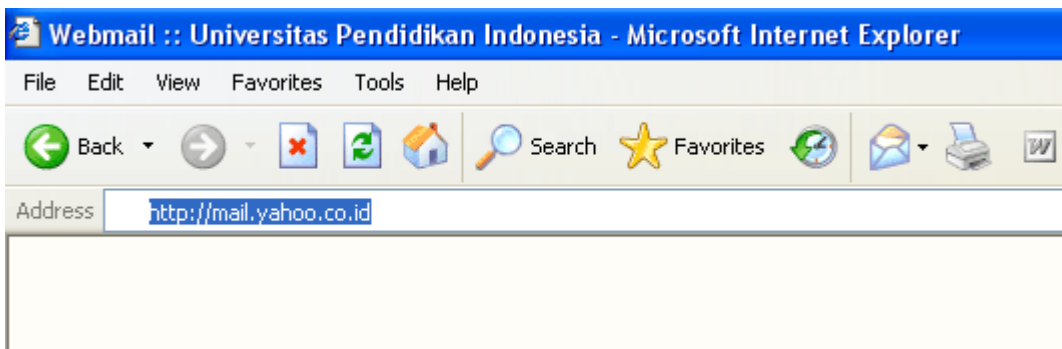 Webmail :: Universitas Pendidikan Indonesia - Microsoft Internet Explorer
File Edit View Favorites Tools Help
Back Search Favorites W
Address http://mail.yahoo.co.id